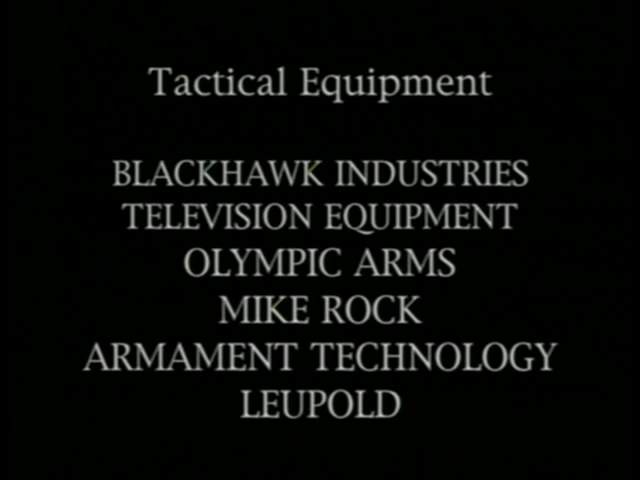 Tactical Equipment
BLACKHAWK INDUSTRIES
TELEVISION EQUIPMENT
OLYMPIC ARMS
MIKE ROCK
ARMAMENT TECHNOLOGY
LEUPOLD